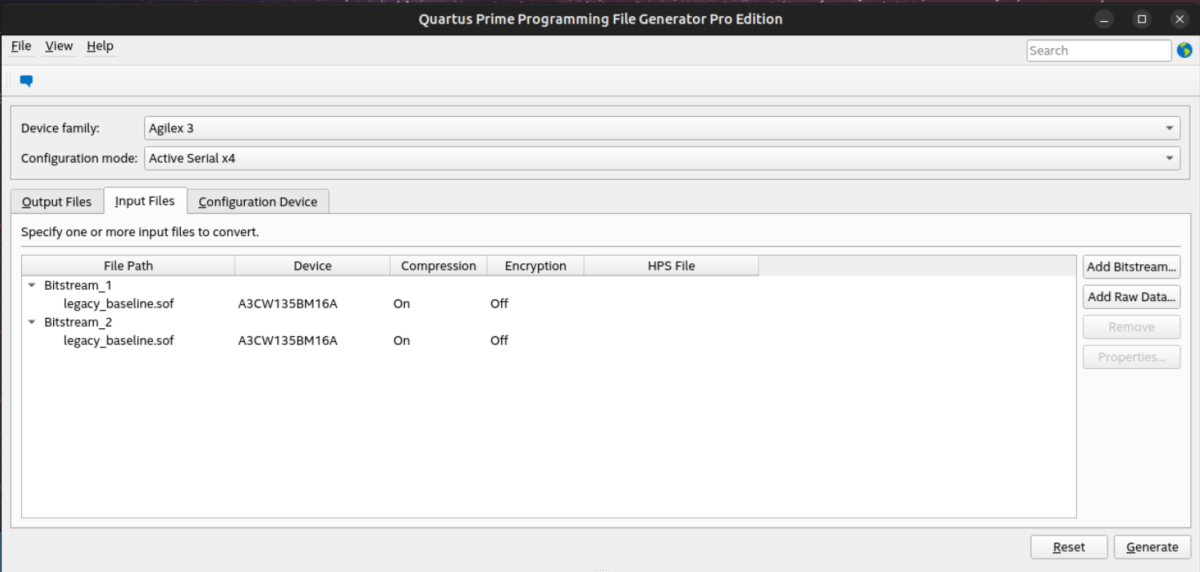 Quartus Prime Programming File Generator Pro Edition
File View Help
Search
Device family: Agilex 3
Configuration mode: Active Serial x4
Output Files Input Files Configuration Device
Specify one or more input files to convert.
File Path Device Compression Encryption HPS File
Add Bitstream...
Bitstream_1
legacy_baseline.sof A3CW135BM16A On Off
Add Raw Data...
Bitstream_2
Remove
legacy_baseline.sof A3CW135BM16A On Off
Properties...
Reset Generate